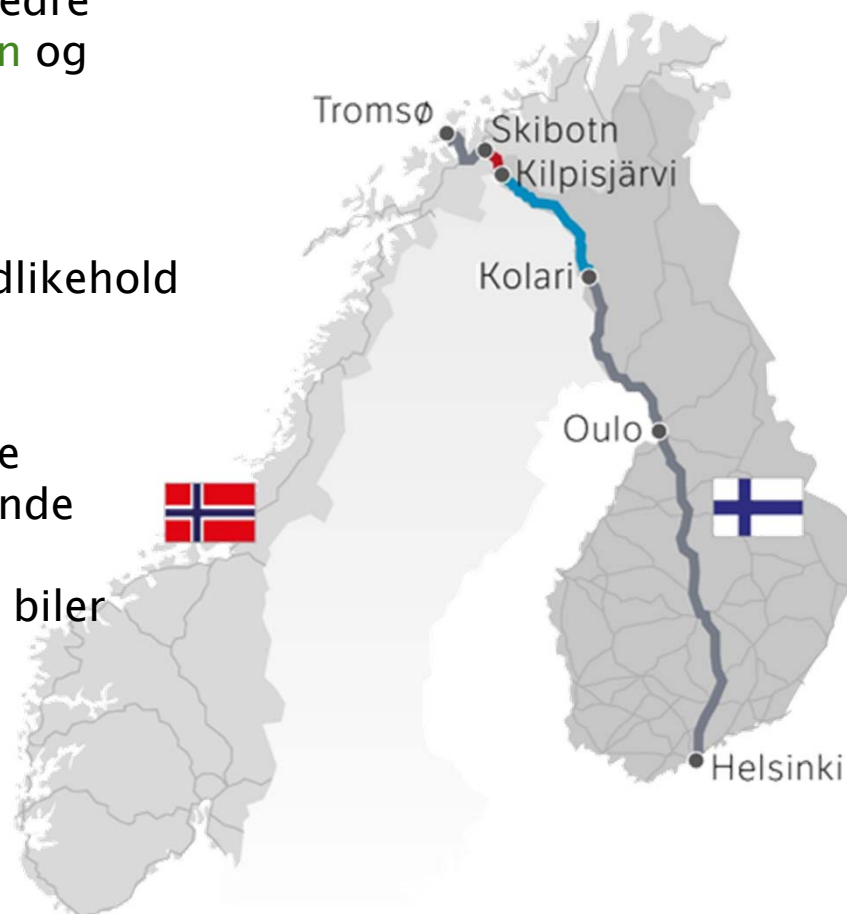 edre
n og
Tromsø
Skibotn
Kilpisjärvi
dlikehold
Kolari
Oulo
e
nde
biler
Helsinki